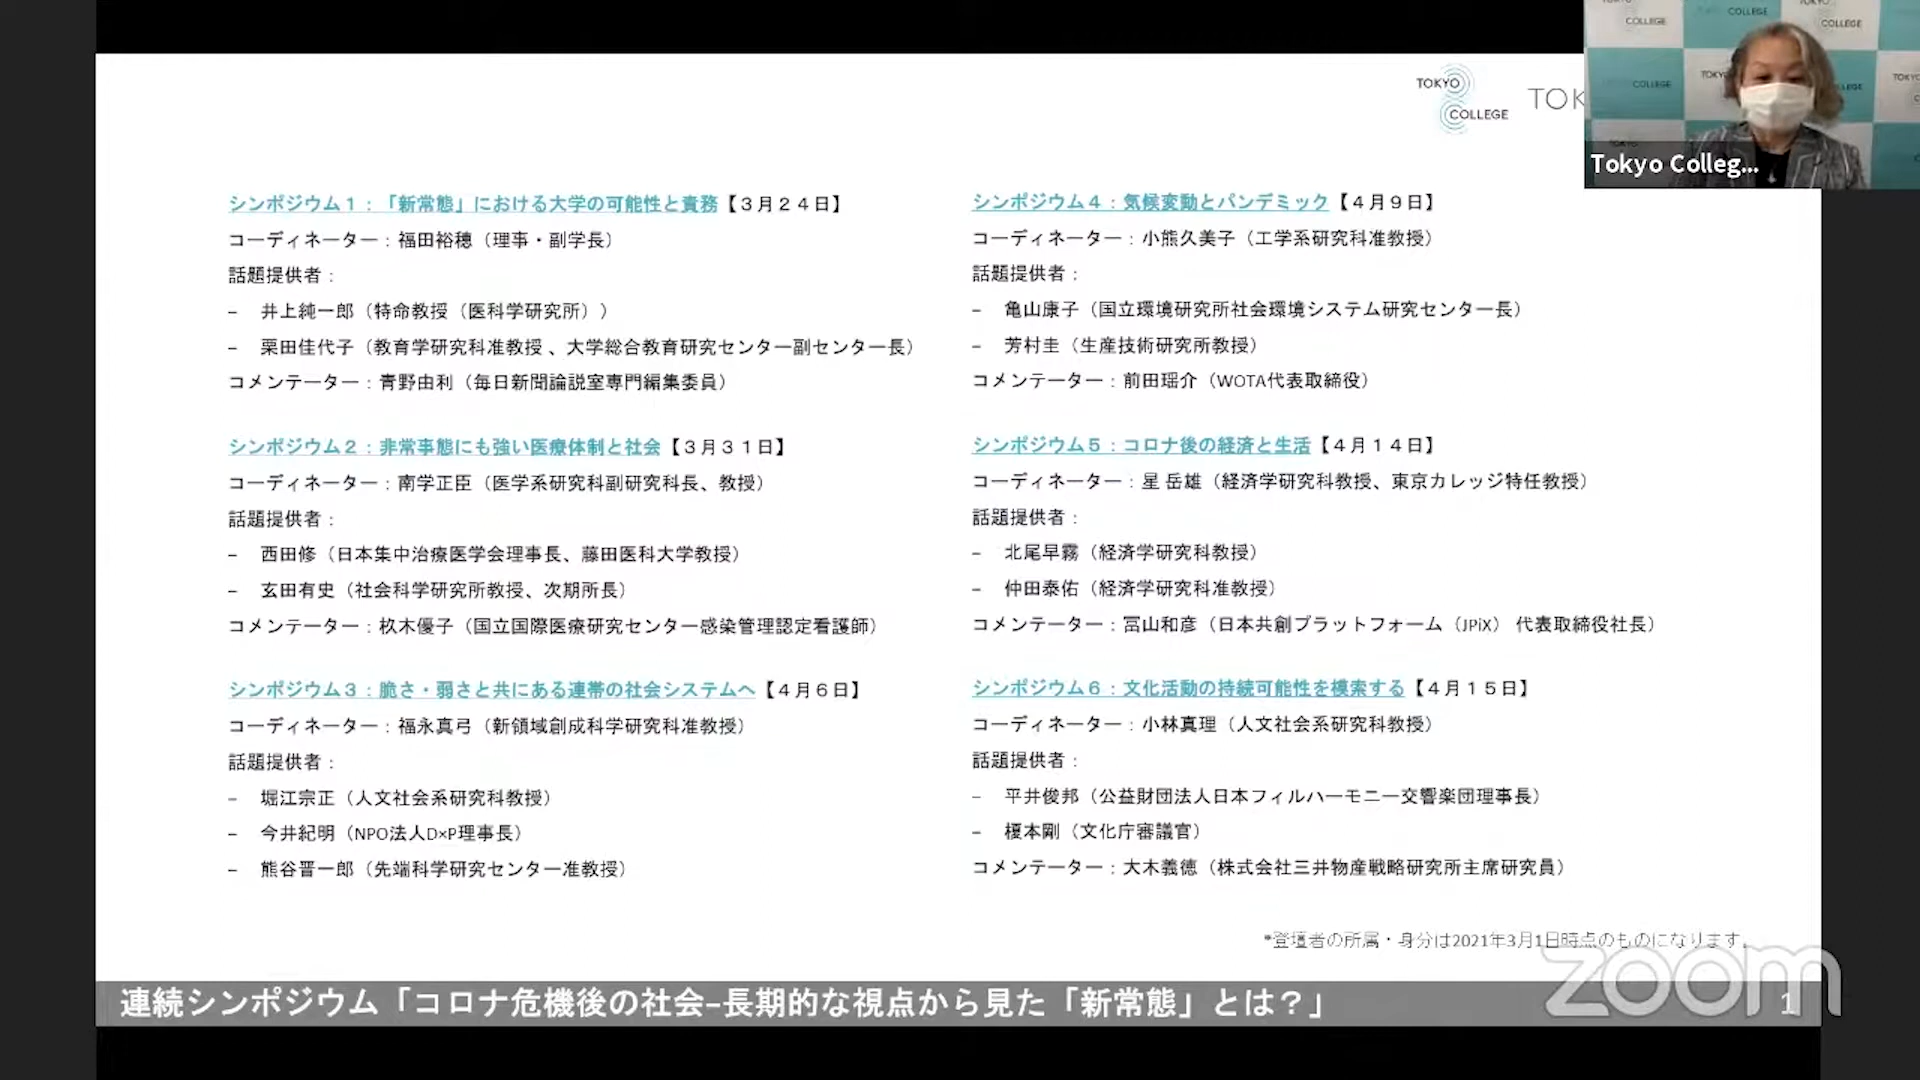 TOKYO
COLLEGE
TOK
Tokyo Colleg...
シンポジウム１：「新常態」における大学の可能性と責務【３月２４日】
コーディネーター：福田裕穂（理事・副学長）
話題提供者：
– 井上純一郎（特命教授（医科学研究所））
– 栗田佳代子（教育学研究科准教授 、大学総合教育研究センター副センター長）
コメンテーター：青野由利（毎日新聞論説室専門編集委員）
シンポジウム２：非常事態にも強い医療体制と社会【３月３１日】
コーディネーター：南学正臣（医学系研究科副研究科長、教授）
話題提供者：
– 西田修（日本集中治療医学会理事長、藤田医科大学教授）
– 玄田有史（社会科学研究所教授、次期所長）
コメンテーター：杦木優子（国立国際医療研究センター感染管理認定看護師）
シンポジウム３：脆さ・弱さと共にある連帯の社会システムへ【４月６日】
コーディネーター：福永真弓（新領域創成科学研究科准教授）
話題提供者：
– 堀江宗正（人文社会系研究科教授）
– 今井紀明（NPO法人D×P理事長）
– 熊谷晋一郎（先端科学研究センター准教授）
シンポジウム４：気候変動とパンデミック【４月９日】
コーディネーター：小熊久美子（工学系研究科准教授）
話題提供者：
– 亀山康子（国立環境研究所社会環境システム研究センター長）
– 芳村圭（生産技術研究所教授）
コメンテーター：前田瑶介（WOTA代表取締役）
シンポジウム５：コロナ後の経済と生活【４月１４日】
コーディネーター：星 岳雄（経済学研究科教授、東京カレッジ特任教授）
話題提供者：
– 北尾早霧（経済学研究科教授）
– 仲田泰佑（経済学研究科准教授）
コメンテーター：冨山和彦（日本共創プラットフォーム（JPiX） 代表取締役社長）
シンポジウム６：文化活動の持続可能性を模索する【４月１５日】
コーディネーター：小林真理（人文社会系研究科教授）
話題提供者：
– 平井俊邦（公益財団法人日本フィルハーモニー交響楽団理事長）
– 榎本剛（文化庁審議官）
コメンテーター：大木義徳（株式会社三井物産戦略研究所主席研究員）
*登壇者の所属・身分は2021年3月1日時点のものになります。
連続シンポジウム「コロナ危機後の社会–長期的な視点から見た「新常態」とは？」
zoom
1